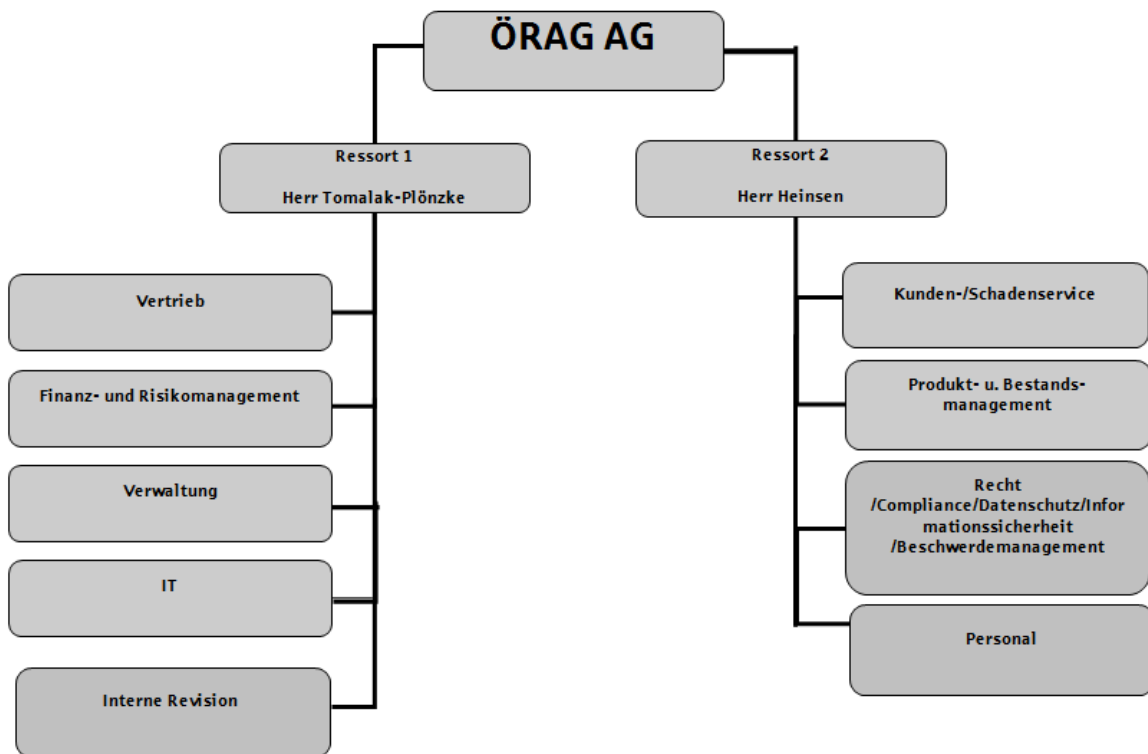 ÖRAG AG
Ressort 1
Herr Tomalak-Plönzke
Ressort 2
Herr Heinsen
Vertrieb
Finanz- und Risikomanagement
Verwaltung
IT
Interne Revision
Kunden-/Schadenservice
Produkt- u. Bestands-
management
Recht
/Compliance/Datenschutz/Infor
mationssicherheit
/Beschwerdemanagement
Personal